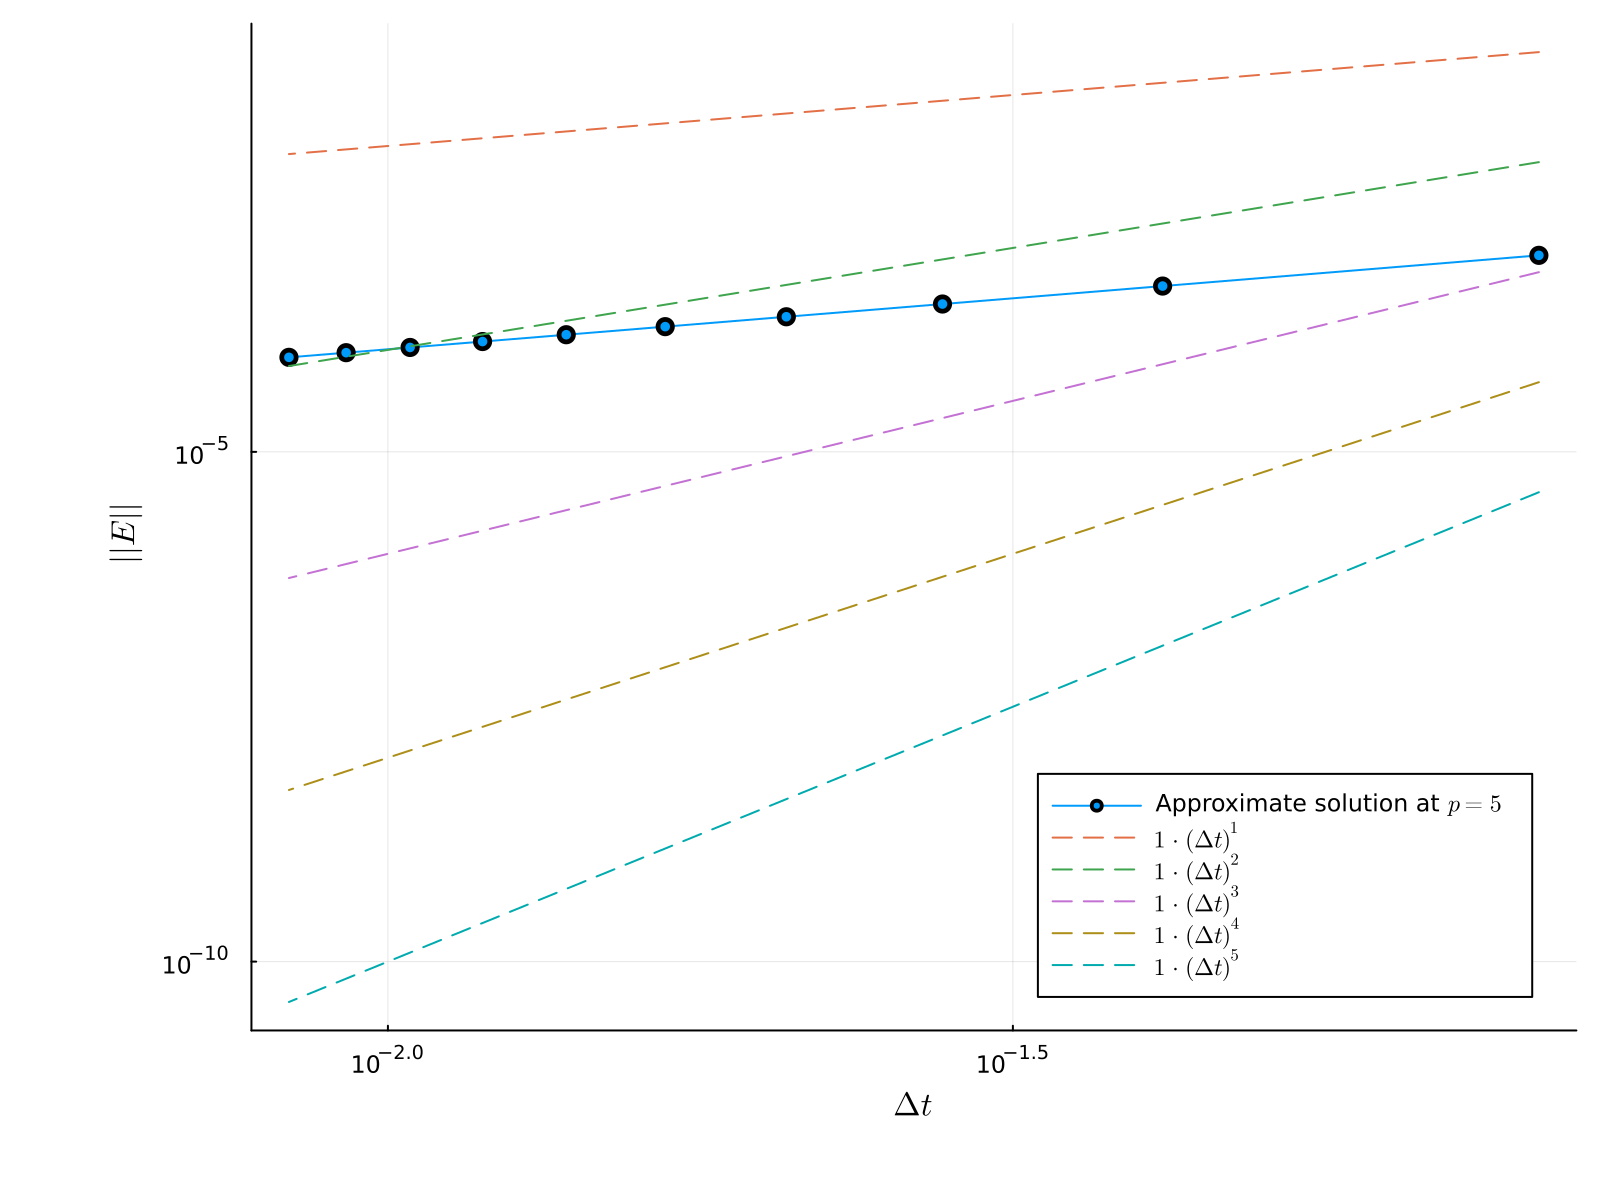 ||E||
10⁻⁵
10⁻¹⁰
Approximate solution at p = 5
1 · (Δt)¹
1 · (Δt)²
1 · (Δt)³
1 · (Δt)⁴
1 · (Δt)⁵
10⁻²·⁰
10⁻¹·⁵
Δt